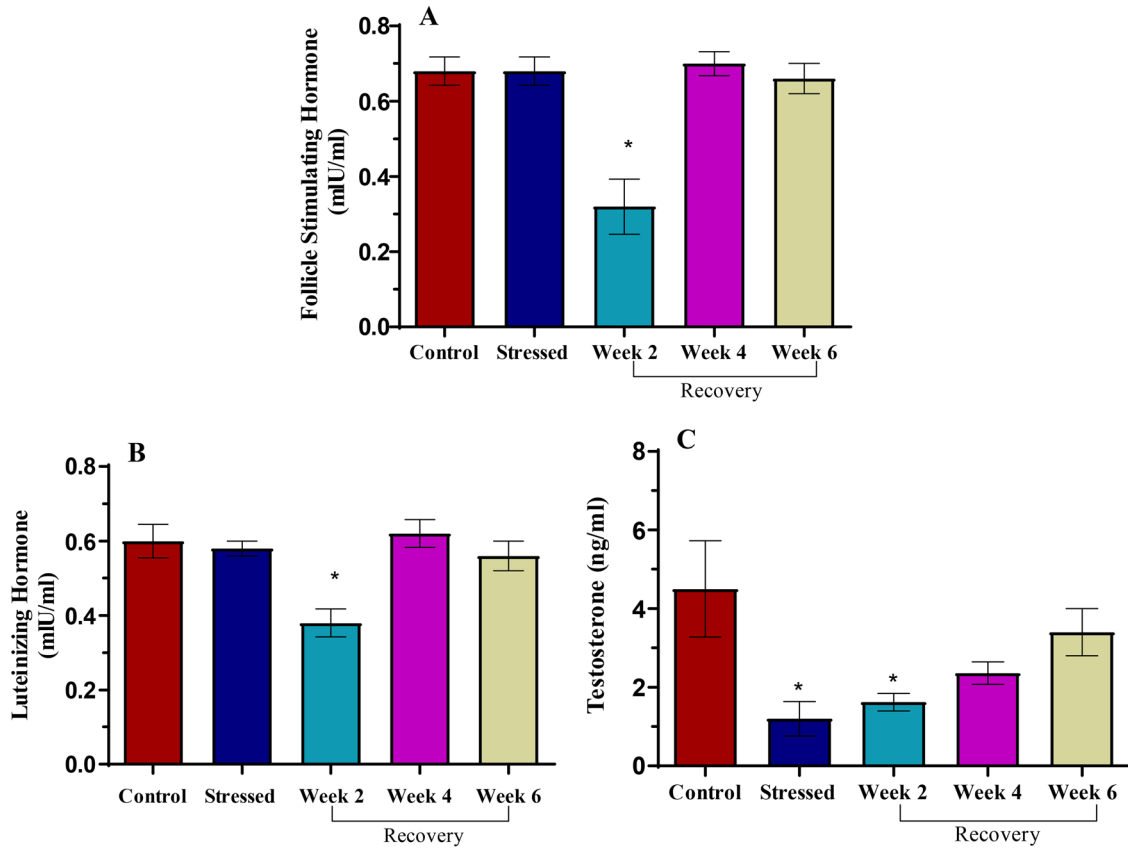 A
Follicle Stimulating Hormone
(mIU/ml)
0.8
0.6
0.4
0.2
0.0
*
Control Stressed Week 2 Week 4 Week 6
Recovery
B
Luteinizing Hormone
(mIU/ml)
0.8
0.6
0.4
0.2
0.0
*
Control Stressed Week 2 Week 4 Week 6
Recovery
C
Testosterone (ng/ml)
8
6
4
2
0
* *
Control Stressed Week 2 Week 4 Week 6
Recovery